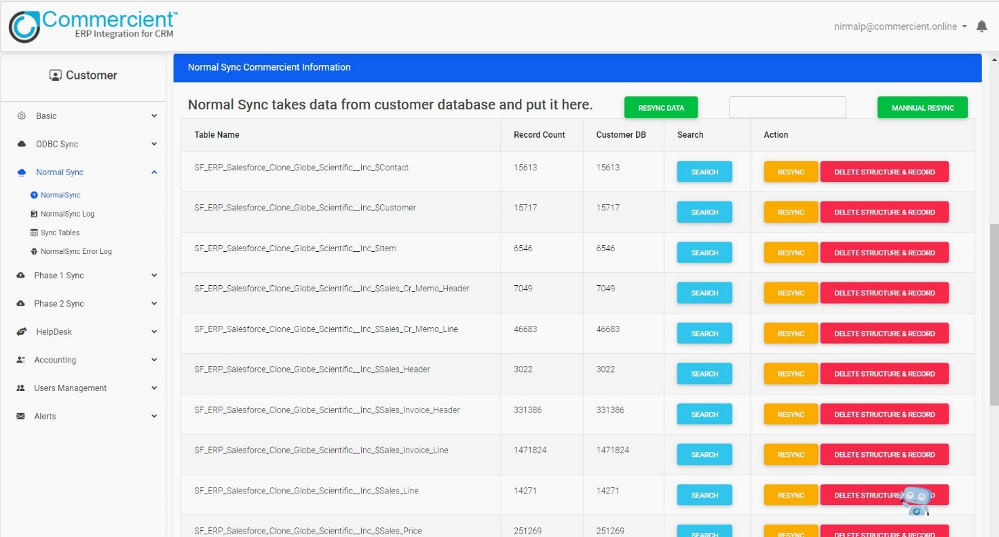 Commercient™
ERP Integration for CRM
nirmalp@commercient.online
Customer
Basic
ODBC Sync
Normal Sync
NormalSync
NormalSync Log
Sync Tables
NormalSync Error Log
Phase 1 Sync
Phase 2 Sync
HelpDesk
Accounting
Users Management
Alerts
Normal Sync Commercient Information
Normal Sync takes data from customer database and put it here. RESYNC DATA MANNUAL RESYNC
Table Name Record Count Customer DB Search Action
SF_ERP_Salesforce_Clone_Globe_Scientific__Inc_$Contact 15613 15613 SEARCH RESYNC DELETE STRUCTURE & RECORD
SF_ERP_Salesforce_Clone_Globe_Scientific__Inc_$Customer 15717 15717 SEARCH RESYNC DELETE STRUCTURE & RECORD
SF_ERP_Salesforce_Clone_Globe_Scientific__Inc_$Item 6546 6546 SEARCH RESYNC DELETE STRUCTURE & RECORD
SF_ERP_Salesforce_Clone_Globe_Scientific__Inc_$Sales_Cr_Memo_Header 7049 7049 SEARCH RESYNC DELETE STRUCTURE & RECORD
SF_ERP_Salesforce_Clone_Globe_Scientific__Inc_$Sales_Cr_Memo_Line 46683 46683 SEARCH RESYNC DELETE STRUCTURE & RECORD
SF_ERP_Salesforce_Clone_Globe_Scientific__Inc_$Sales_Header 3022 3022 SEARCH RESYNC DELETE STRUCTURE & RECORD
SF_ERP_Salesforce_Clone_Globe_Scientific__Inc_$Sales_Invoice_Header 331386 331386 SEARCH RESYNC DELETE STRUCTURE & RECORD
SF_ERP_Salesforce_Clone_Globe_Scientific__Inc_$Sales_Invoice_Line 1471824 1471824 SEARCH RESYNC DELETE STRUCTURE & RECORD
SF_ERP_Salesforce_Clone_Globe_Scientific__Inc_$Sales_Line 14271 14271 SEARCH RESYNC DELETE STRUCTURE
SF_ERP_Salesforce_Clone_Globe_Scientific__Inc_$Sales_Price 251269 251269 SEARCH RESYNC DELETE STRUCTURE & RECORD